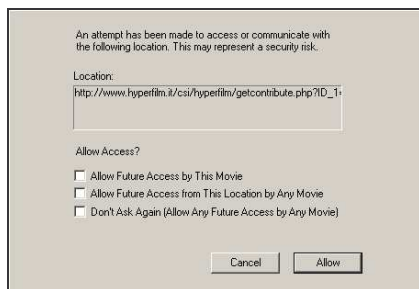 An attempt has been made to access or communicate with
the following location. This may represent a security risk.
Location:
http://www.hyperfilm.it/csi/hyperfilm/getcontribute.php?ID_1
Allow Access?
Allow Future Access by This Movie
Allow Future Access from This Location by Any Movie
Don't Ask Again (Allow Any Future Access by Any Movie)
Cancel
Allow